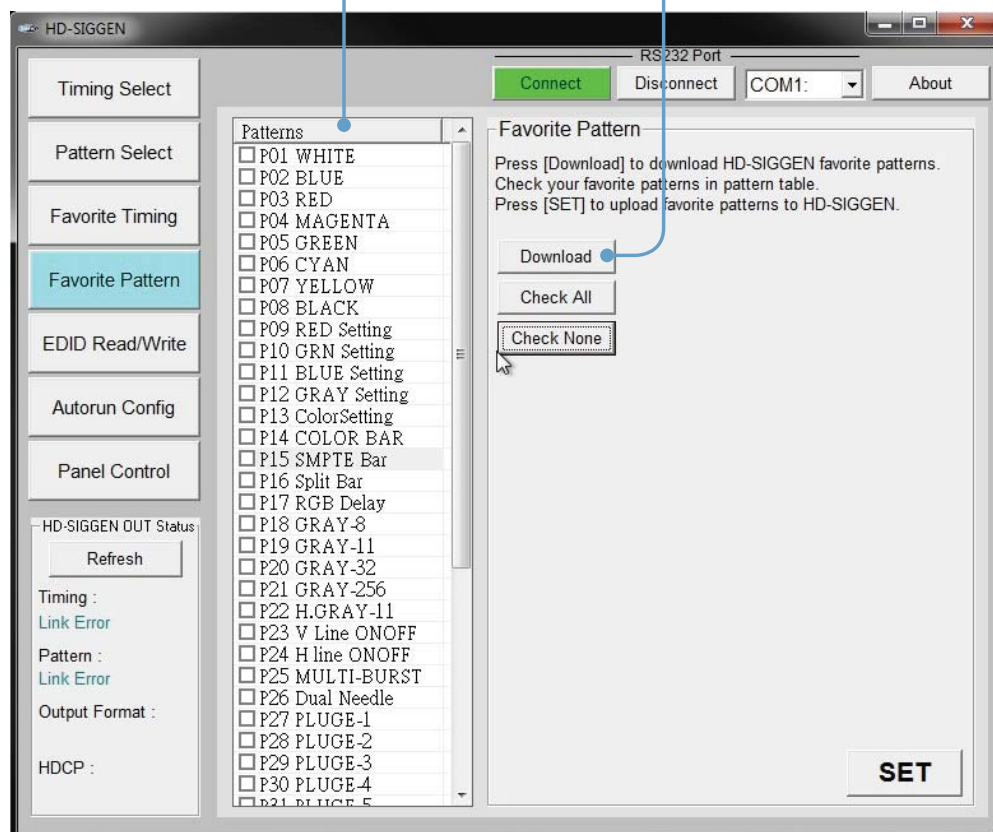 HD-SIGGEN
RS232 Port
Connect
Disconnect
COM1:
About
Timing Select
Pattern Select
Favorite Timing
Favorite Pattern
EDID Read/Write
Autorun Config
Panel Control
HD-SIGGEN OUT Status
Refresh
Timing :
Link Error
Pattern :
Link Error
Output Format :
HDCP :
Patterns
P01 WHITE
P02 BLUE
P03 RED
P04 MAGENTA
P05 GREEN
P06 CYAN
P07 YELLOW
P08 BLACK
P09 RED Setting
P10 GRN Setting
P11 BLUE Setting
P12 GRAY Setting
P13 ColorSetting
P14 COLOR BAR
P15 SMPTE Bar
P16 Split Bar
P17 RGB Delay
P18 GRAY-8
P19 GRAY-11
P20 GRAY-32
P21 GRAY-256
P22 H.GRAY-11
P23 V Line ONOFF
P24 H line ONOFF
P25 MULTI-BURST
P26 Dual Needle
P27 PLUGE-1
P28 PLUGE-2
P29 PLUGE-3
P30 PLUGE-4
P31 PLUGE-5
Favorite Pattern
Press [Download] to download HD-SIGGEN favorite patterns.
Check your favorite patterns in pattern table.
Press [SET] to upload favorite patterns to HD-SIGGEN.
Download
Check All
Check None
SET